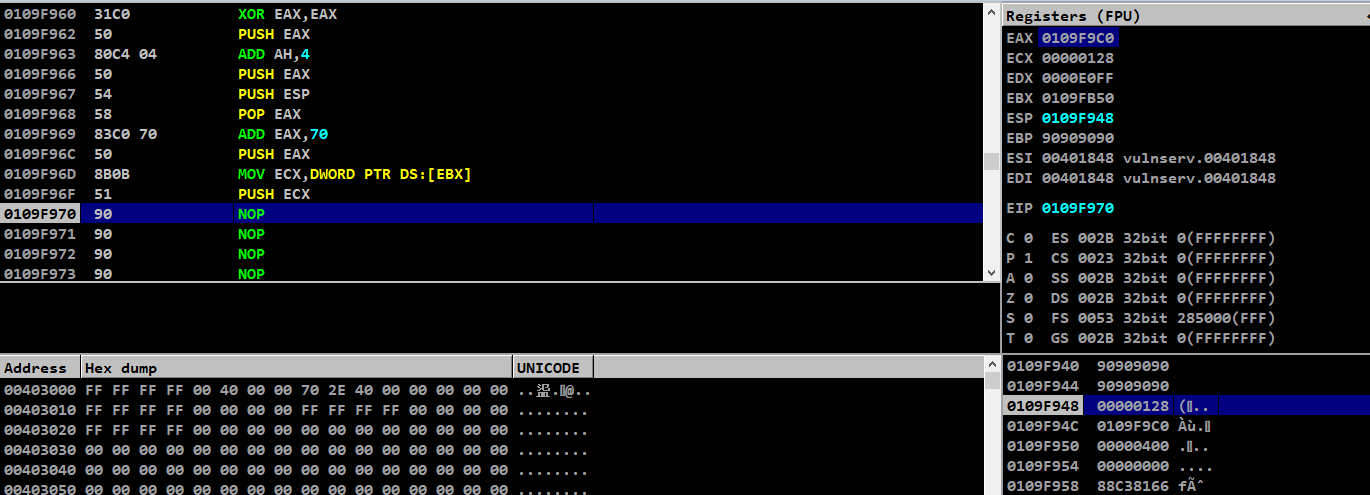 0109F960 31C0 XOR EAX,EAX
0109F962 50 PUSH EAX
0109F963 80C4 04 ADD AH,4
0109F966 50 PUSH EAX
0109F967 54 PUSH ESP
0109F968 58 POP EAX
0109F969 83C0 70 ADD EAX,70
0109F96C 50 PUSH EAX
0109F96D 8B0B MOV ECX,DWORD PTR DS:[EBX]
0109F96F 51 PUSH ECX
0109F970 90 NOP
0109F971 90 NOP
0109F972 90 NOP
0109F973 90 NOP
Registers (FPU)
EAX 0109F9C0
ECX 00000128
EDX 0000E0FF
EBX 0109FB50
ESP 0109F948
EBP 90909090
ESI 00401848 vulnserv.00401848
EDI 00401848 vulnserv.00401848
EIP 0109F970
C 0 ES 002B 32bit 0(FFFFFFFF)
P 1 CS 0023 32bit 0(FFFFFFFF)
A 0 SS 002B 32bit 0(FFFFFFFF)
Z 0 DS 002B 32bit 0(FFFFFFFF)
S 0 FS 0053 32bit 285000(FFF)
T 0 GS 002B 32bit 0(FFFFFFFF)
Address Hex dump UNICODE
00403000 FF FF FF FF 00 40 00 00 70 2E 40 00 00 00 00 00 ..@..
00403010 FF FF FF FF 00 00 00 00 FF FF FF FF 00 00 00 00 ........
00403020 FF FF FF FF 00 00 00 00 00 00 00 00 00 00 00 00 ........
00403030 00 00 00 00 00 00 00 00 00 00 00 00 00 00 00 00 ........
00403040 00 00 00 00 00 00 00 00 00 00 00 00 00 00 00 00 ........
00403050 00 00 00 00 00 00 00 00 00 00 00 00 00 00 00 00 ........
0109F940 90909090
0109F944 90909090
0109F948 00000128 (..
0109F94C 0109F9C0 Àù.
0109F950 00000400 ...
0109F954 00000000 ....
0109F958 88C38166 fÃˆ